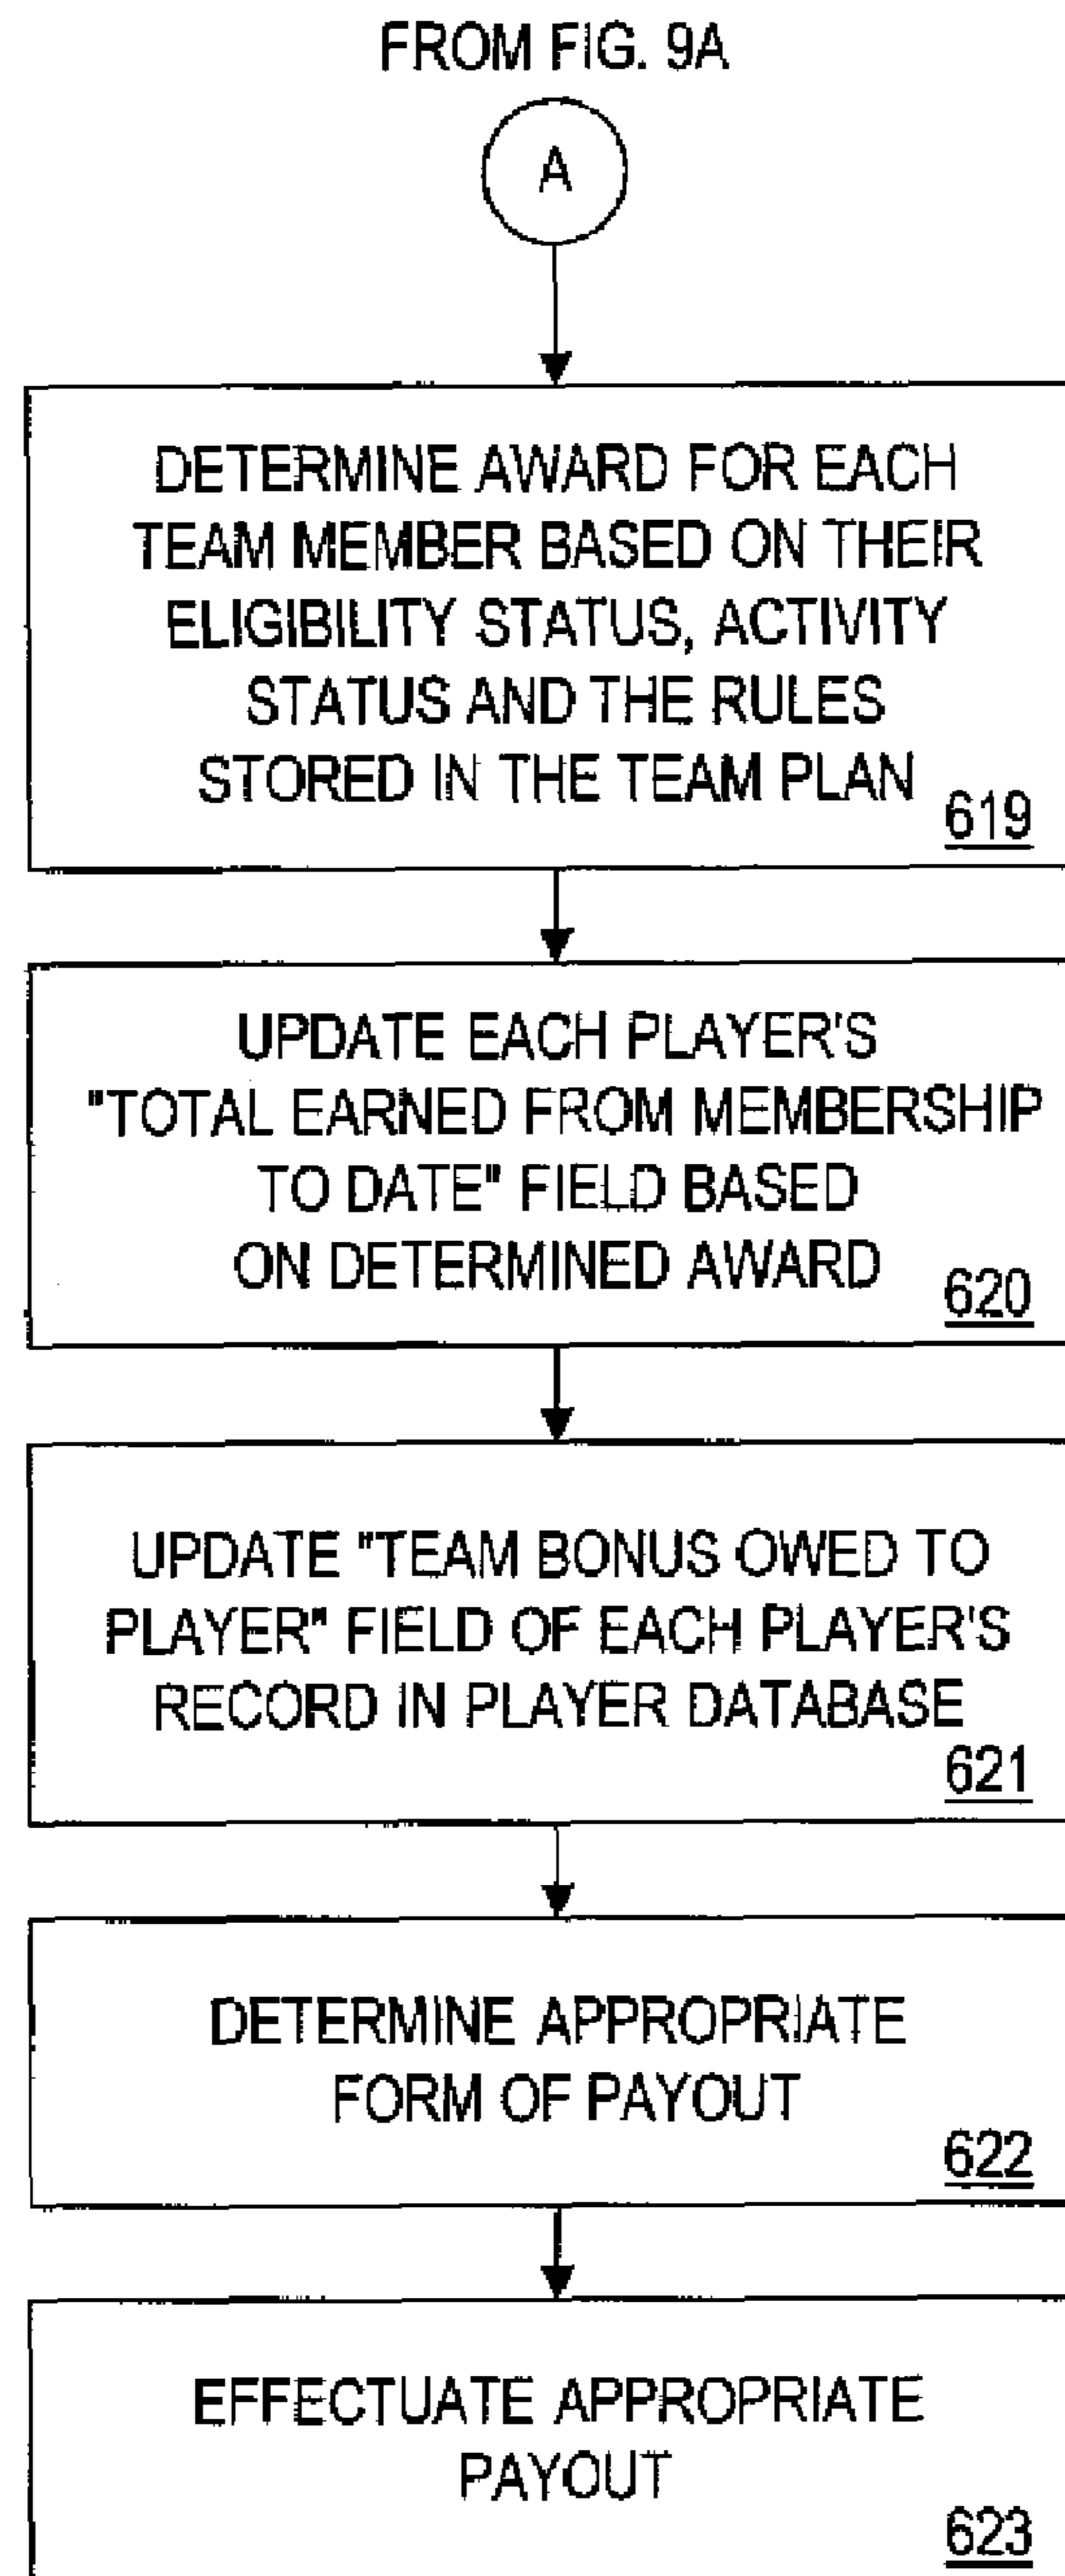 FROM FIG. 9A
A
DETERMINE AWARD FOR EACH
TEAM MEMBER BASED ON THEIR
ELIGIBILITY STATUS, ACTIVITY
STATUS AND THE RULES
STORED IN THE TEAM PLAN
619
UPDATE EACH PLAYER'S
"TOTAL EARNED FROM MEMBERSHIP
TO DATE" FIELD BASED
ON DETERMINED AWARD
620
UPDATE "TEAM BONUS OWED TO
PLAYER" FIELD OF EACH PLAYER'S
RECORD IN PLAYER DATABASE
621
DETERMINE APPROPRIATE
FORM OF PAYOUT
622
EFFECTUATE APPROPRIATE
PAYOUT
623